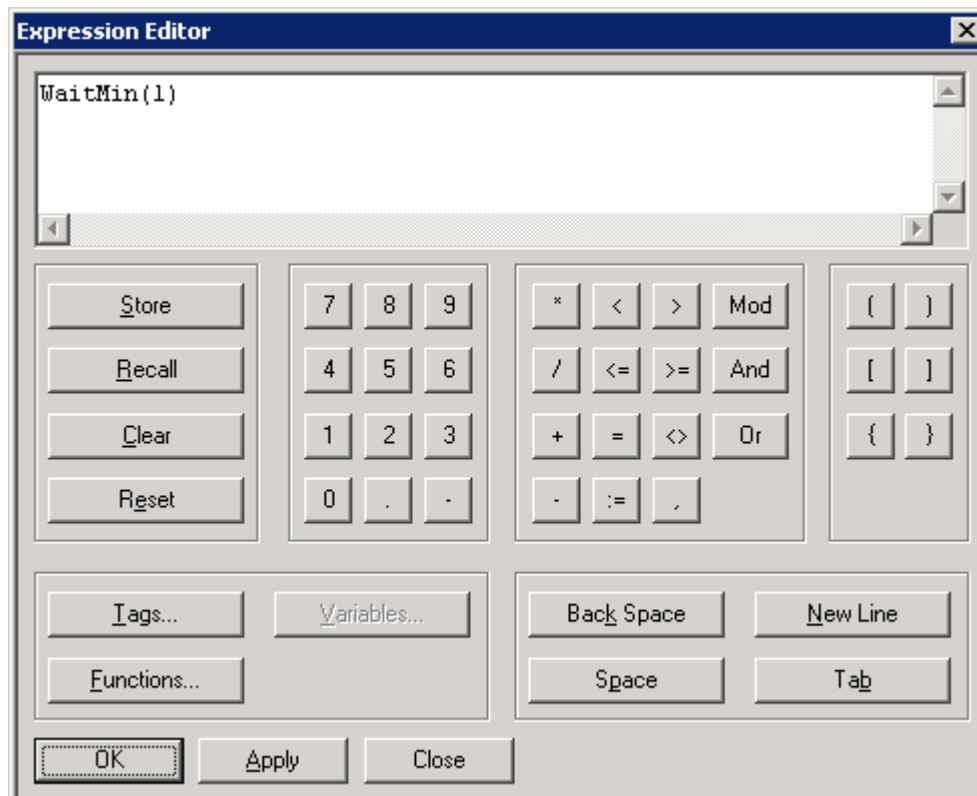 Expression Editor
WaitMin(1)
Store 7 8 9 * < > Mod ( )
Recall 4 5 6 / <= >= And [ ]
Clear 1 2 3 + = <> Or { }
Reset 0 . - - := ,
Tags... Variables... Back Space New Line
Functions... Space Tab
OK Apply Close